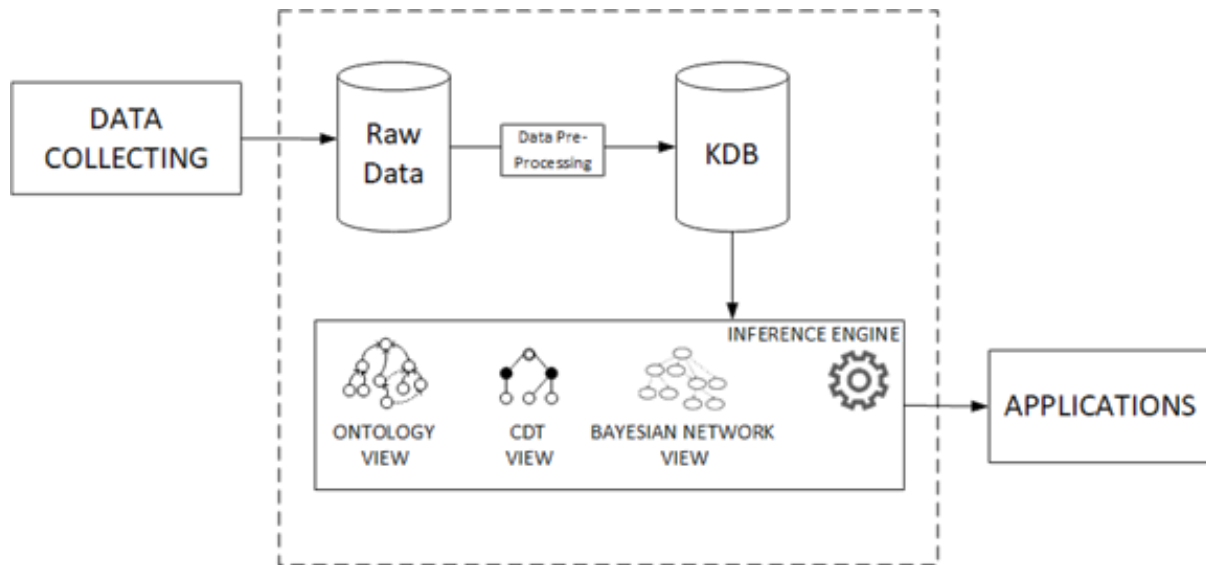 DATA
COLLECTING
Raw
Data
Data Pre-
Processing
KDB
INFERENCE ENGINE
ONTOLOGY
VIEW
CDT
VIEW
BAYESIAN NETWORK
VIEW
APPLICATIONS